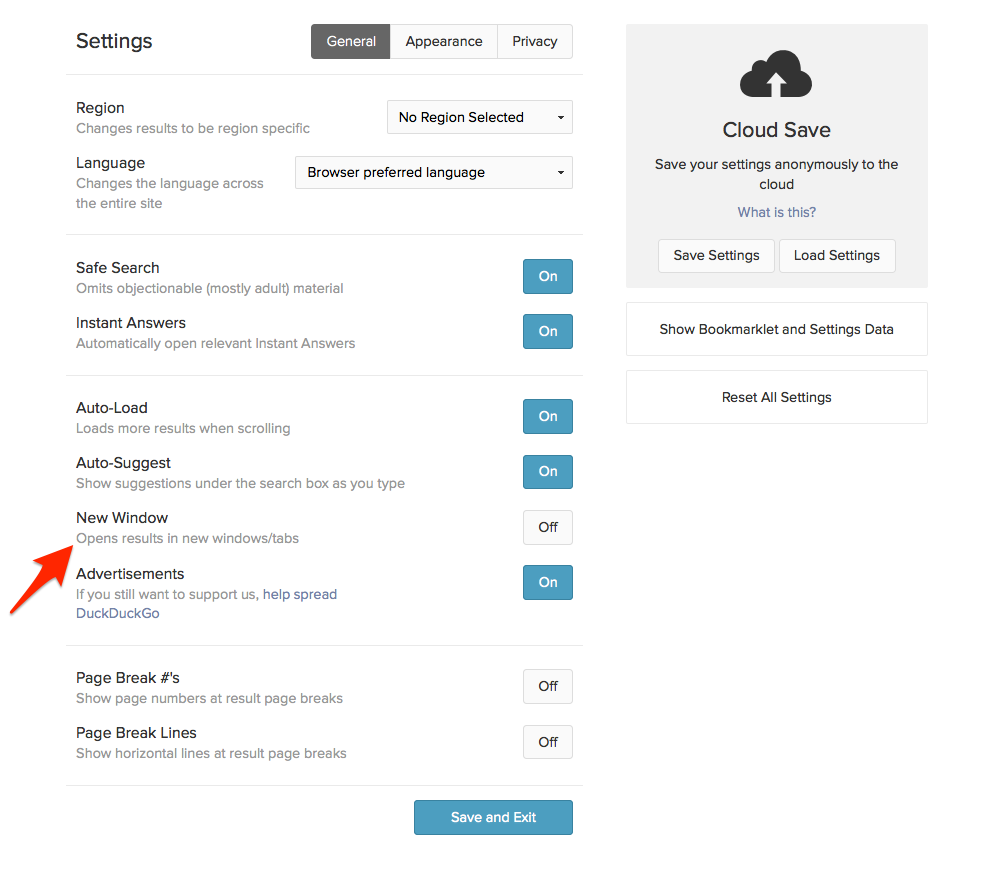 Settings
General
Appearance
Privacy
Region
Changes results to be region specific
No Region Selected
Language
Changes the language across
the entire site
Browser preferred language
Safe Search
Omits objectionable (mostly adult) material
On
Instant Answers
Automatically open relevant Instant Answers
On
Auto-Load
Loads more results when scrolling
On
Auto-Suggest
Show suggestions under the search box as you type
On
New Window
Opens results in new windows/tabs
Off
Advertisements
If you still want to support us, help spread
DuckDuckGo
On
Page Break #'s
Show page numbers at result page breaks
Off
Page Break Lines
Show horizontal lines at result page breaks
Off
Save and Exit
Cloud Save
Save your settings anonymously to the
cloud
What is this?
Save Settings
Load Settings
Show Bookmarklet and Settings Data
Reset All Settings